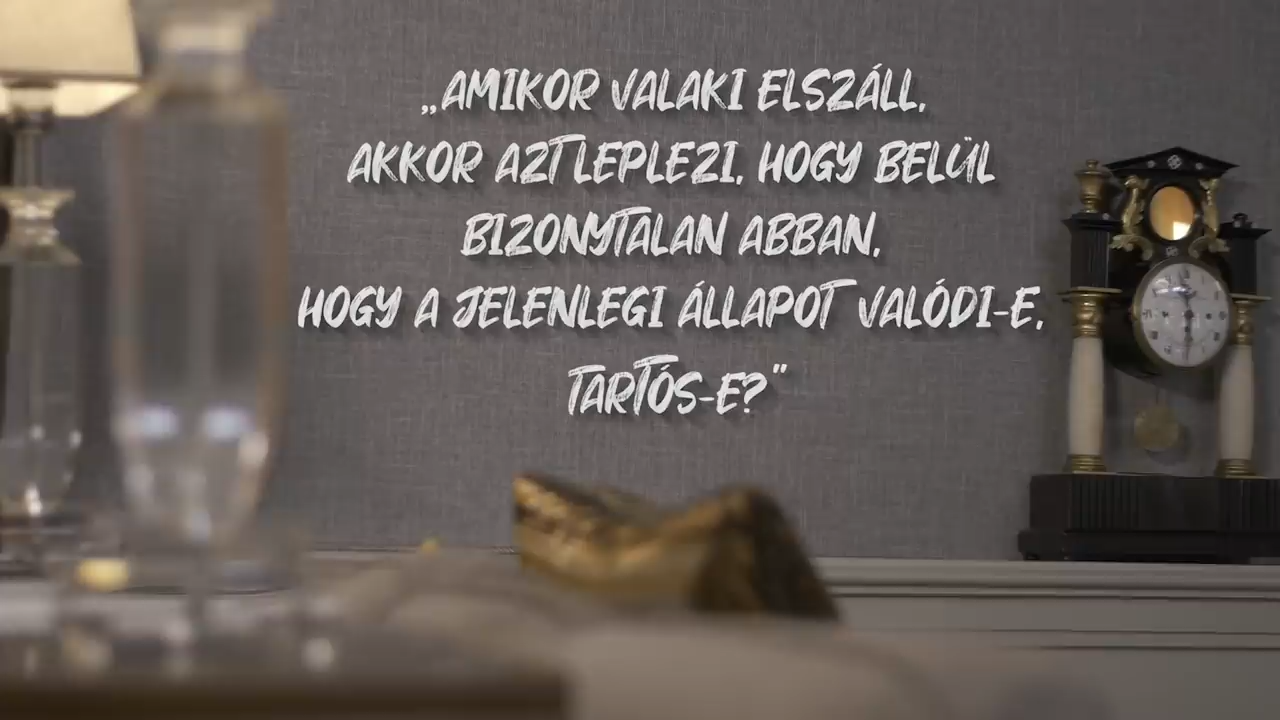 „AMIKOR VALAKI ELSZÁLL,
AKKOR AZT LEPLEZI, HOGY BELÜL
BIZONYTALAN ABBAN,
HOGY A JELENLEGI ÁLLAPOT VALÓDI-E,
TARTÓS-E?"